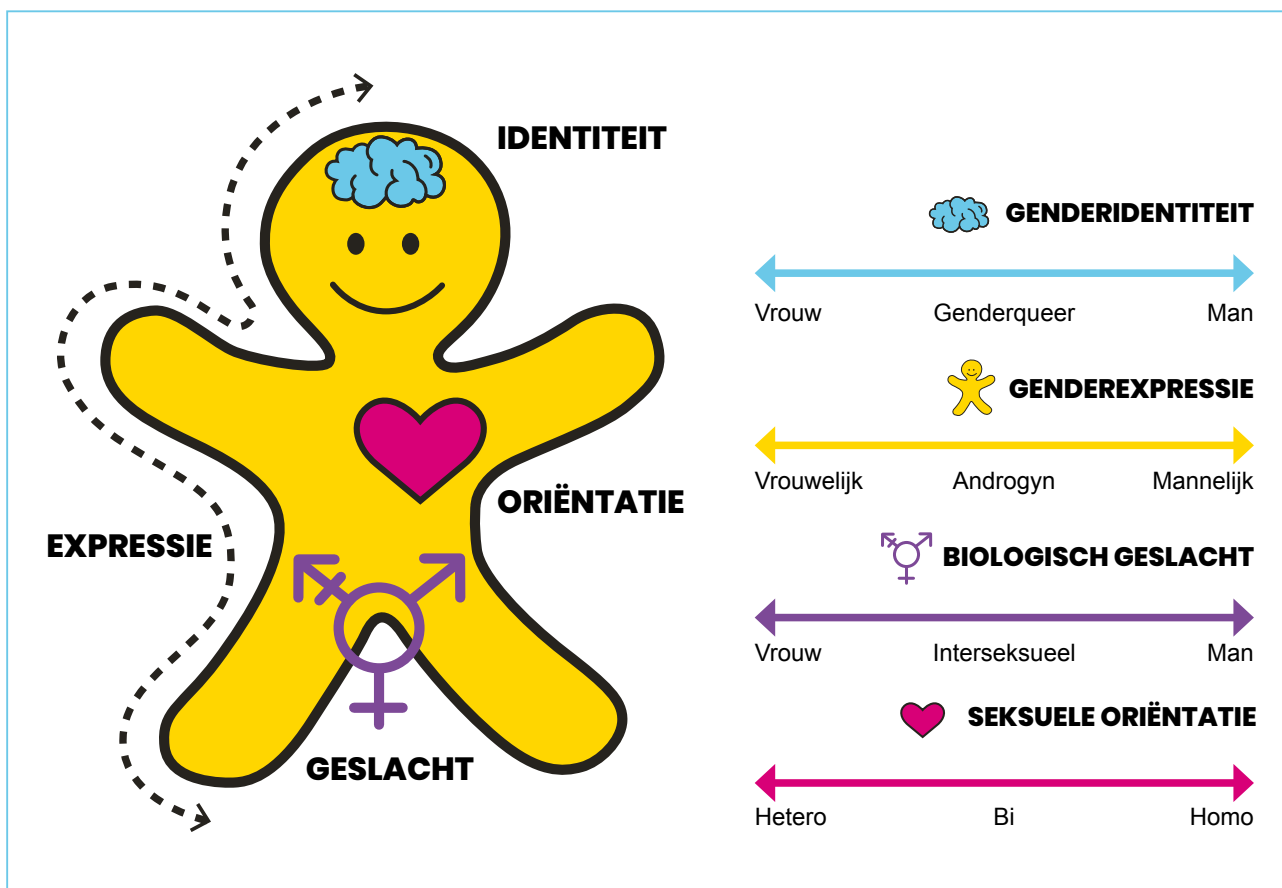 IDENTITEIT
ORIËNTATIE
EXPRESSIE
GESLACHT
GENDERIDENTITEIT
Vrouw Genderqueer Man
GENDEREXPRESSIE
Vrouwelijk Androgyn Mannelijk
BIOLOGISCH GESLACHT
Vrouw Interseksueel Man
SEKSUELE ORIËNTATIE
Hetero Bi Homo